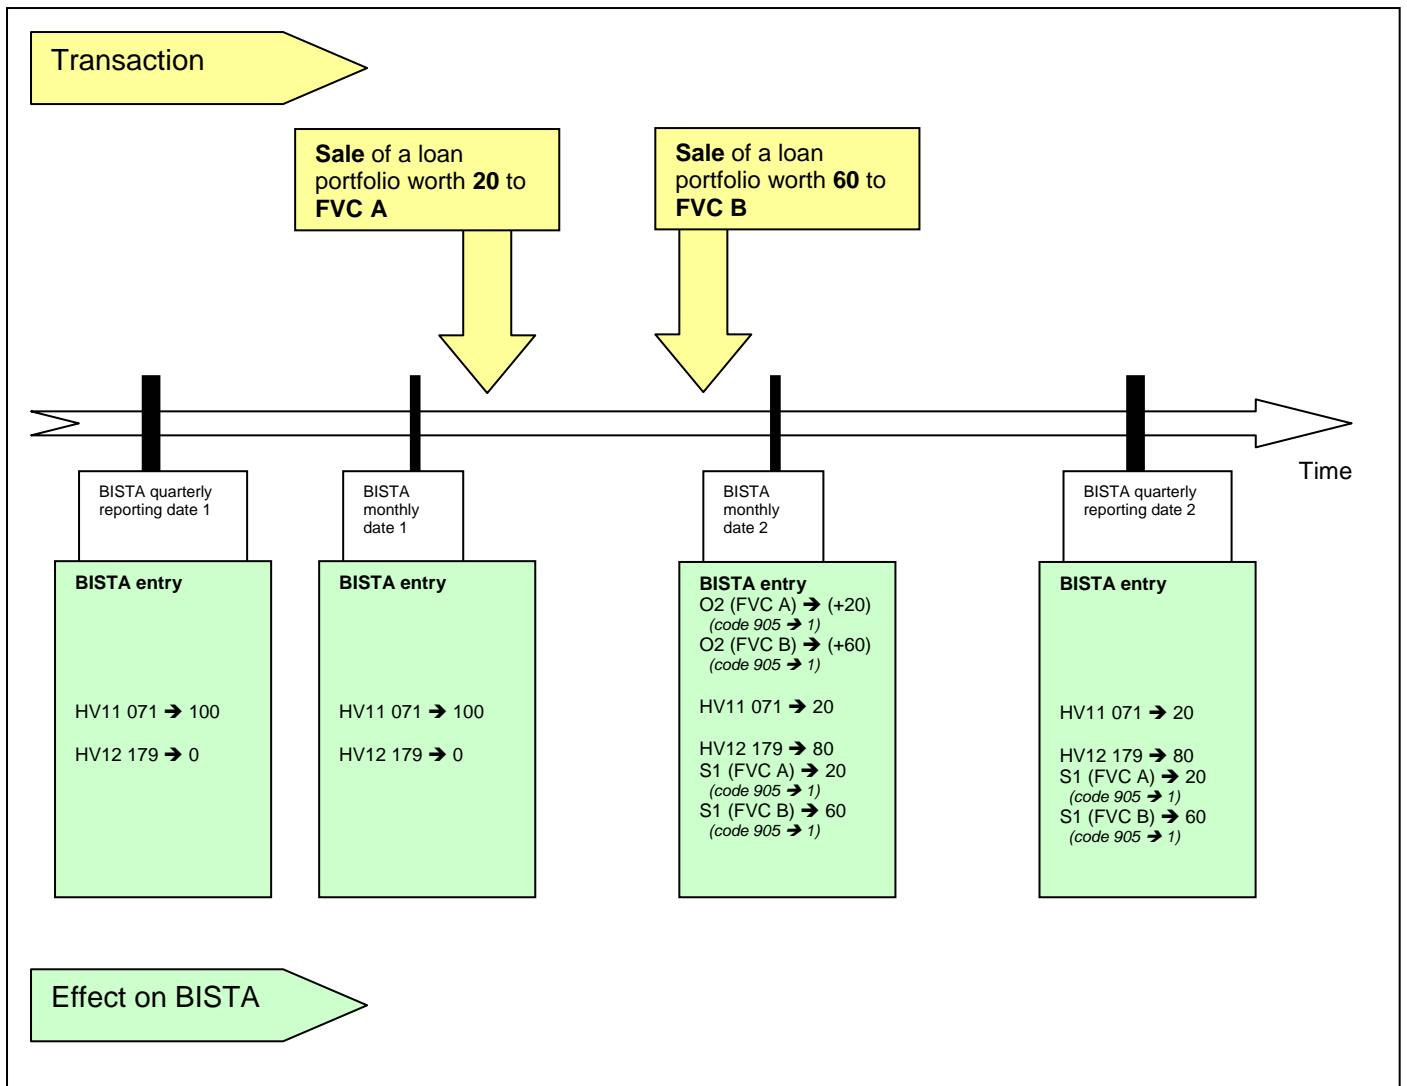 Transaction
Sale of a loan
portfolio worth 20 to
FVC A
Sale of a loan
portfolio worth 60 to
FVC B
Time
BISTA quarterly
reporting date 1
BISTA
monthly
date 1
BISTA
monthly
date 2
BISTA quarterly
reporting date 2
BISTA entry
HV11 071 ➔ 100
HV12 179 ➔ 0
BISTA entry
HV11 071 ➔ 100
HV12 179 ➔ 0
BISTA entry
O2 (FVC A) ➔ (+20)
(code 905 ➔ 1)
O2 (FVC B) ➔ (+60)
(code 905 ➔ 1)
HV11 071 ➔ 20
HV12 179 ➔ 80
S1 (FVC A) ➔ 20
(code 905 ➔ 1)
S1 (FVC B) ➔ 60
(code 905 ➔ 1)
BISTA entry
HV11 071 ➔ 20
HV12 179 ➔ 80
S1 (FVC A) ➔ 20
(code 905 ➔ 1)
S1 (FVC B) ➔ 60
(code 905 ➔ 1)
Effect on BISTA